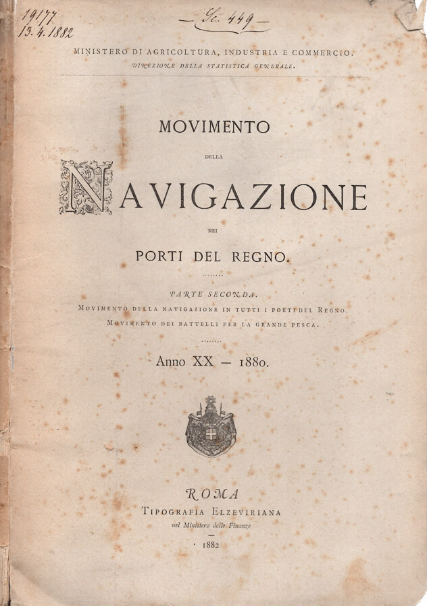 19177
13.4.1882
— Sc. 449 —
MINISTERO DI AGRICOLTURA, INDUSTRIA E COMMERCIO.
DIREZIONE DELLA STATISTICA GENERALE.
MOVIMENTO
DELLA
NAVIGAZIONE
NEI
PORTI DEL REGNO.
PARTE SECONDA.
MOVIMENTO DELLA NAVIGAZIONE IN TUTTI I PORTI DEL REGNO
MOVIMENTO DEI BATTELLI PER LA GRANDE PESCA.
Anno XX — 1880.
ROMA
TIPOGRAFIA ELZEVIRIANA
nel Ministero delle Finanze
—
1882